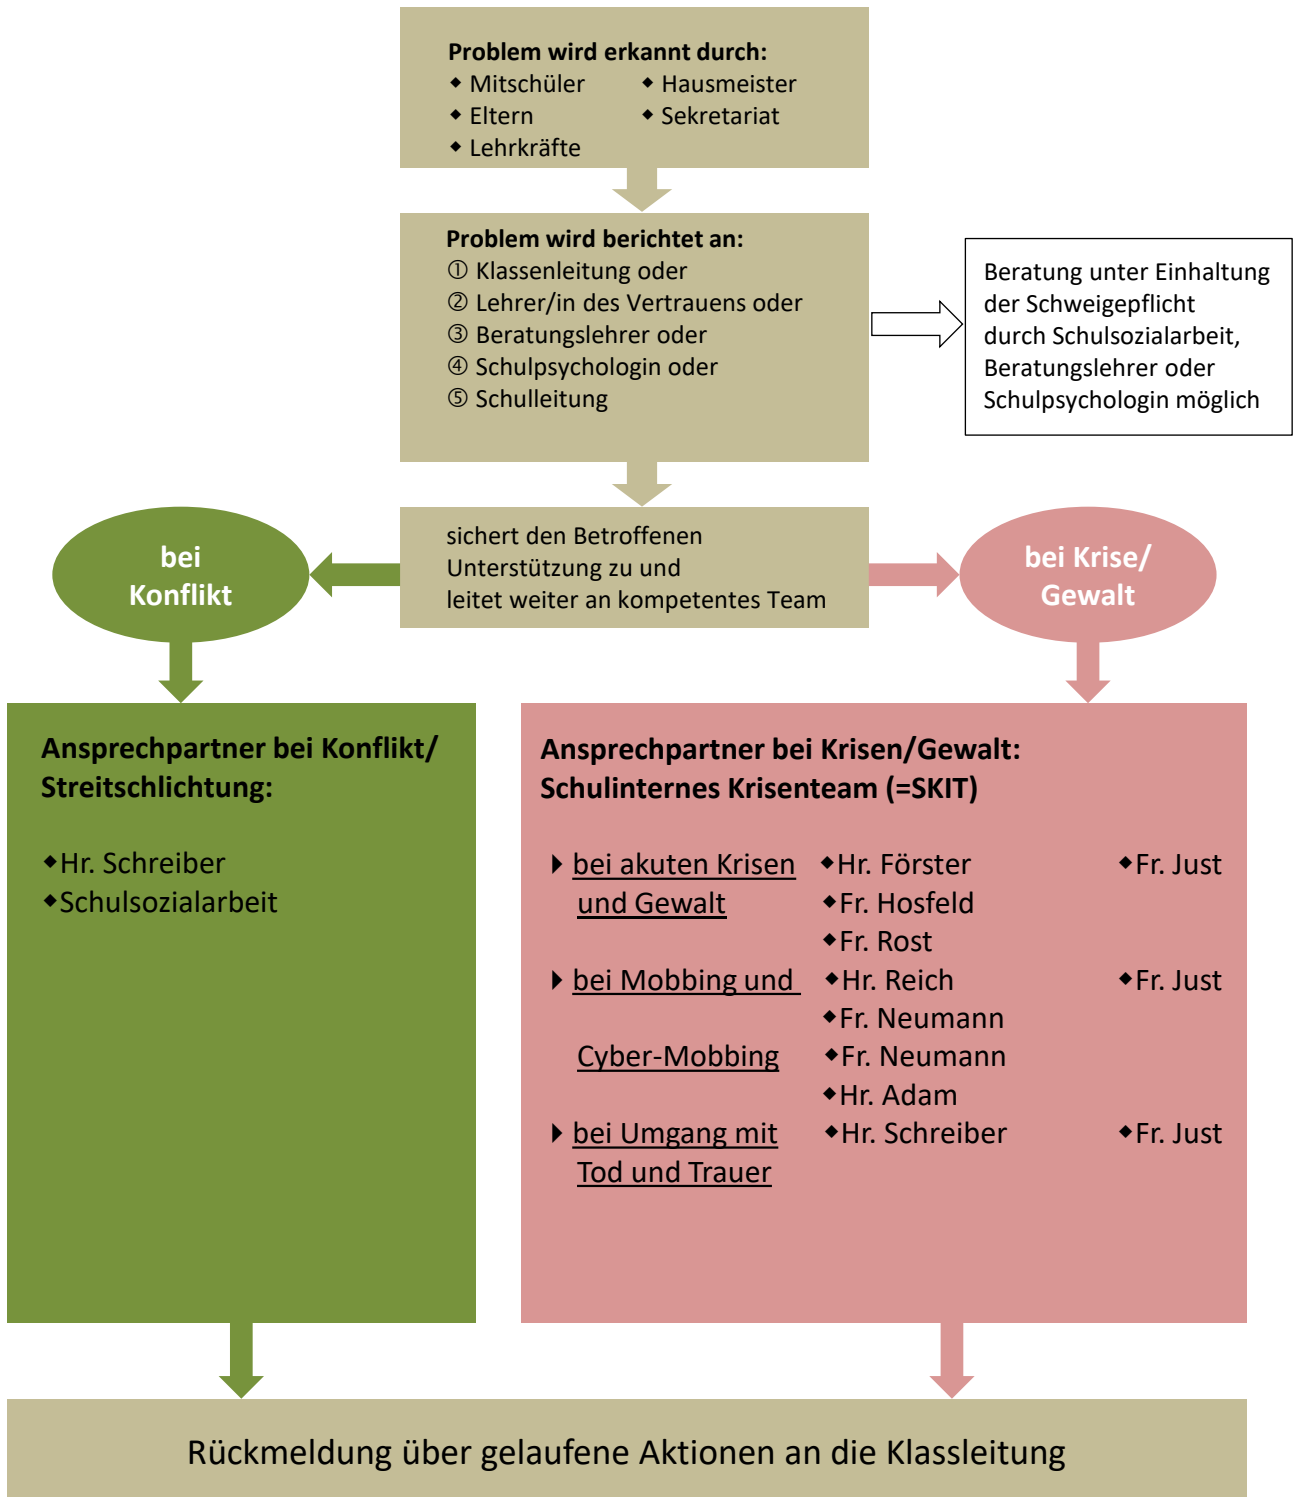 Problem wird erkannt durch:
◆ Mitschüler ◆ Hausmeister
◆ Eltern ◆ Sekretariat
◆ Lehrkräfte
Problem wird berichtet an:
① Klassenleitung oder
② Lehrer/in des Vertrauens oder
③ Beratungslehrer oder
④ Schulpsychologin oder
⑤ Schulleitung
Beratung unter Einhaltung
der Schweigepflicht
durch Schulsozialarbeit,
Beratungslehrer oder
Schulpsychologin möglich
bei
Konflikt
sichert den Betroffenen
Unterstützung zu und
leitet weiter an kompetentes Team
bei Krise/
Gewalt
Ansprechpartner bei Konflikt/
Streitschlichtung:
◆Hr. Schreiber
◆Schulsozialarbeit
Ansprechpartner bei Krisen/Gewalt:
Schulinternes Krisenteam (=SKIT)
bei akuten Krisen ◆Hr. Förster ◆Fr. Just
und Gewalt ◆Fr. Hosfeld
◆Fr. Rost
bei Mobbing und ◆Hr. Reich ◆Fr. Just
◆Fr. Neumann
Cyber-Mobbing ◆Fr. Neumann
◆Hr. Adam
bei Umgang mit ◆Hr. Schreiber ◆Fr. Just
Tod und Trauer
Rückmeldung über gelaufene Aktionen an die Klassleitung